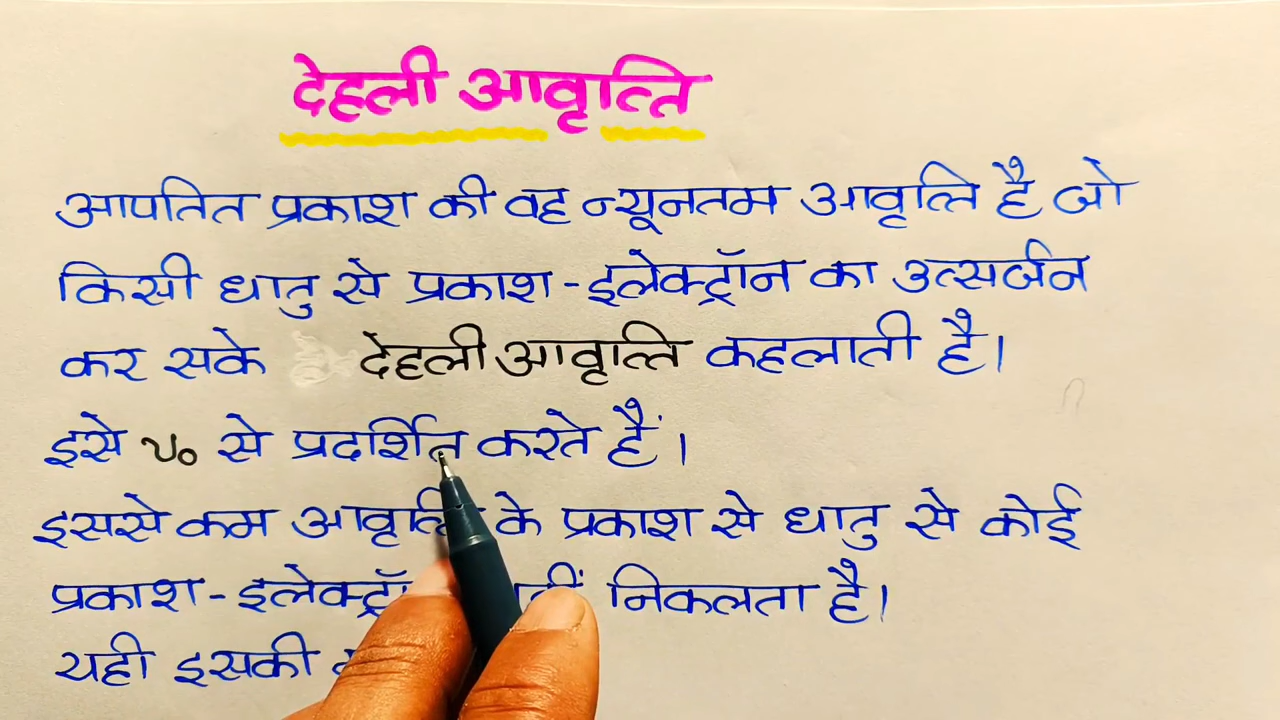 देहली आवृत्ति
आपतित प्रकाश की वह न्यूनतम आवृत्ति है जो
किसी धातु से प्रकाश-इलेक्ट्रॉन का उत्सर्जन
कर सके देहली आवृत्ति कहलाती है।
इसे ν₀ से प्रदर्शित करते हैं।
इससे कम आवृत्ति के प्रकाश से धातु से कोई
प्रकाश- निकलता है।
यही इसकी